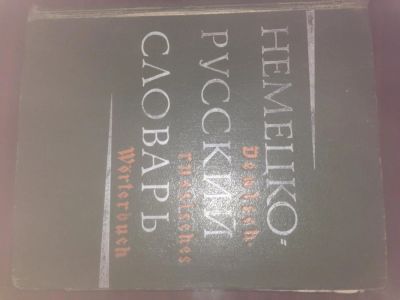 НЕМЕЦКО-
Deutsch-
РУССКИЙ
russisches
СЛОВАРЬ
Wörterbuch